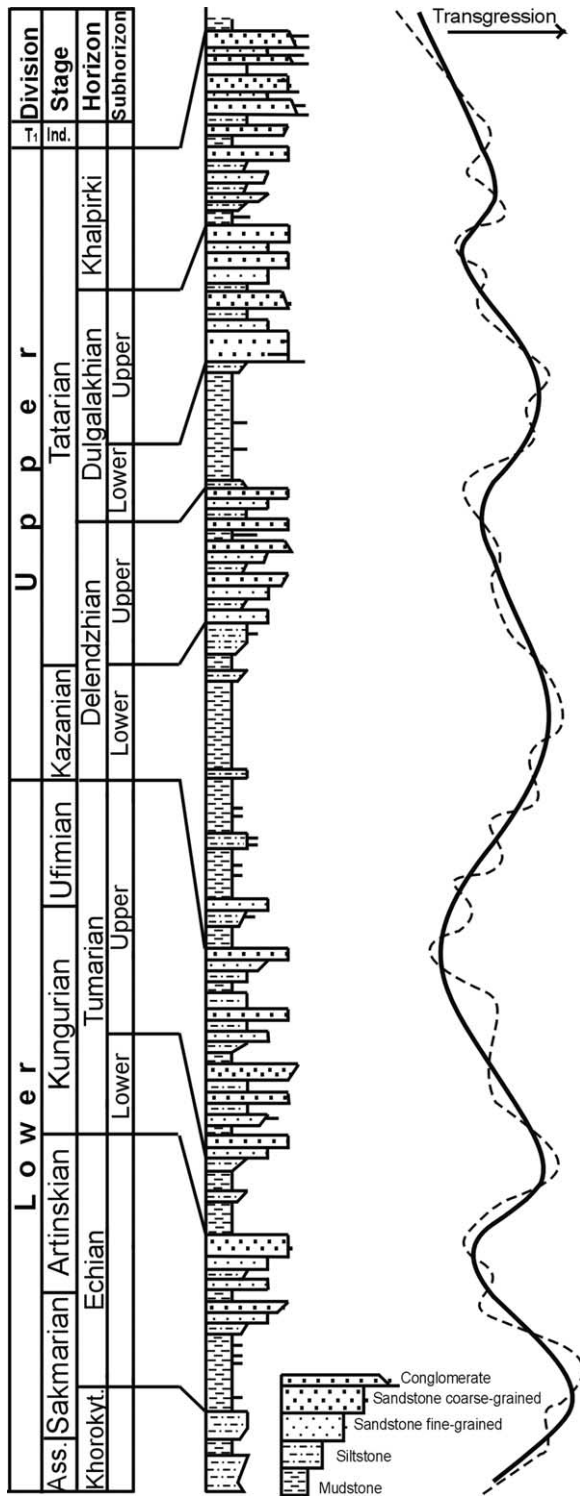 Division
Stage
Horizon
Subhorizon
Transgression
T₁
Ind.
Upper
Tatarian
Khalpirki
Dulgalakhian
Upper
Lower
Delendzhian
Upper
Lower
Kazanian
Lower
Ufimian
Tumarian
Upper
Kungurian
Lower
Artinskian
Echian
Sakmarian
Khorokyt.
Ass.
Conglomerate
Sandstone coarse-grained
Sandstone fine-grained
Siltstone
Mudstone